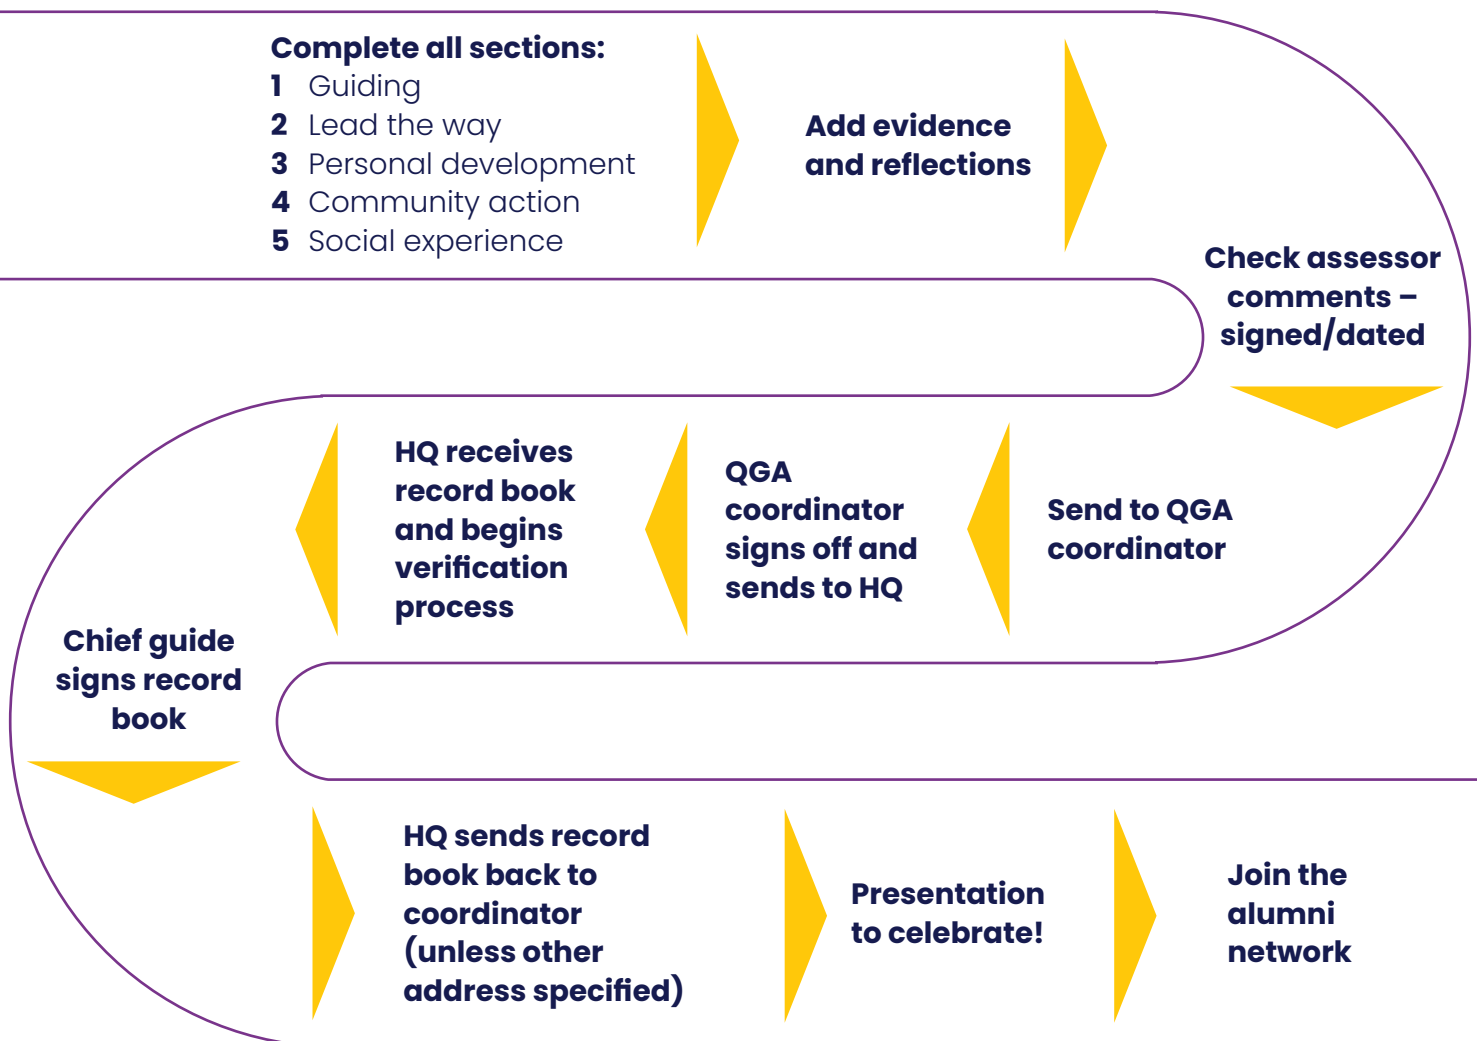 Complete all sections:
1 Guiding
2 Lead the way
3 Personal development
4 Community action
5 Social experience
Add evidence
and reflections
Check assessor
comments –
signed/dated
Send to QGA
coordinator
QGA
coordinator
signs off and
sends to HQ
HQ receives
record book
and begins
verification
process
Chief guide
signs record
book
HQ sends record
book back to
coordinator
(unless other
address specified)
Presentation
to celebrate!
Join the
alumni
network